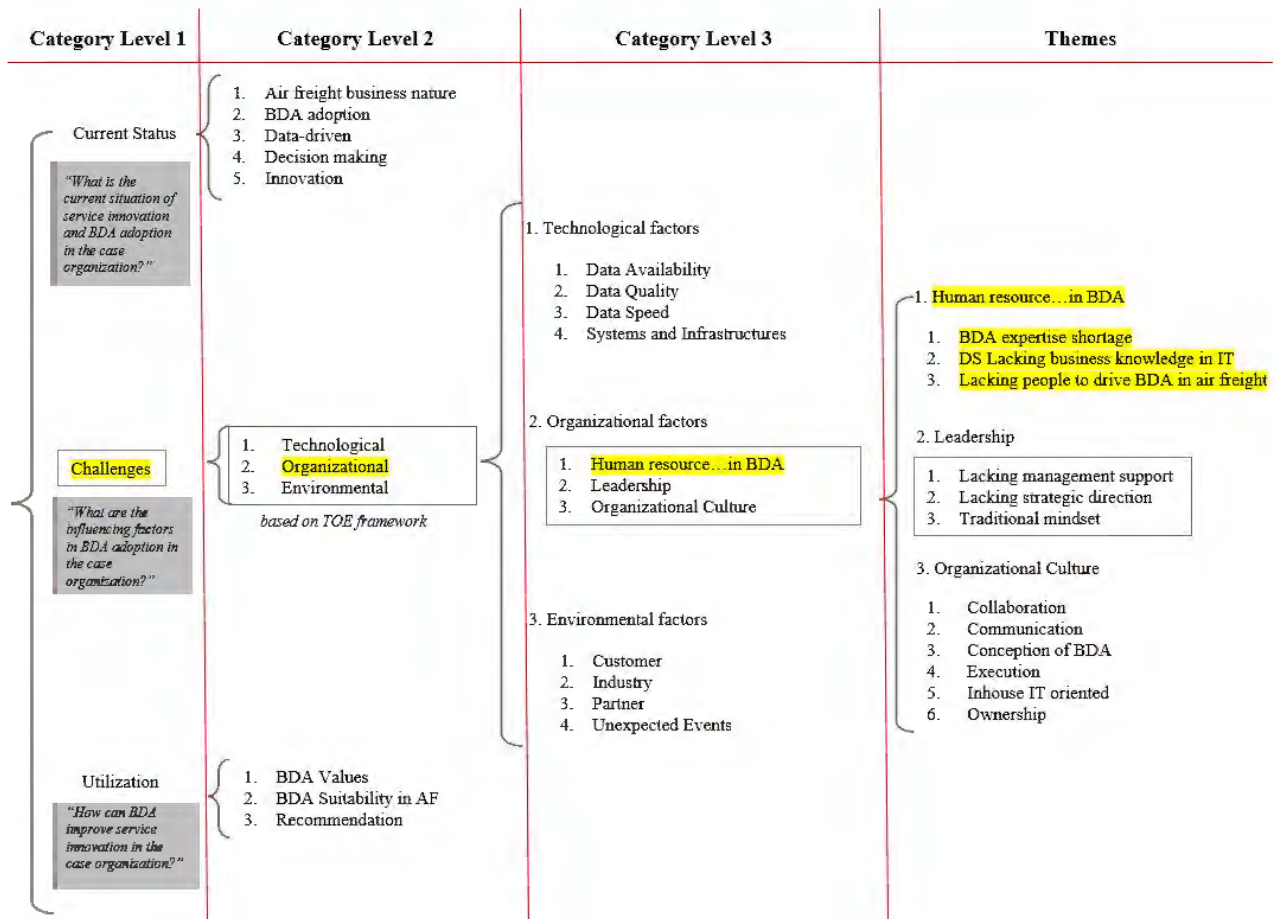 Category Level 1
Category Level 2
Category Level 3
Themes
Current Status
"What is the
current situation of
service innovation
and BDA adoption
in the case
organization?"
Challenges
"What are the
influencing factors
in BDA adoption in
the case
organization?"
Utilization
"How can BDA
improve service
innovation in the
case organization?"
1. Air freight business nature
2. BDA adoption
3. Data-driven
4. Decision making
5. Innovation
1. Technological
2. Organizational
3. Environmental
based on TOE framework
1. BDA Values
2. BDA Suitability in AF
3. Recommendation
1. Technological factors
1. Data Availability
2. Data Quality
3. Data Speed
4. Systems and Infrastructures
2. Organizational factors
1. Human resource…in BDA
2. Leadership
3. Organizational Culture
3. Environmental factors
1. Customer
2. Industry
3. Partner
4. Unexpected Events
1. Human resource…in BDA
1. BDA expertise shortage
2. DS Lacking business knowledge in IT
3. Lacking people to drive BDA in air freight
2. Leadership
1. Lacking management support
2. Lacking strategic direction
3. Traditional mindset
3. Organizational Culture
1. Collaboration
2. Communication
3. Conception of BDA
4. Execution
5. Inhouse IT oriented
6. Ownership